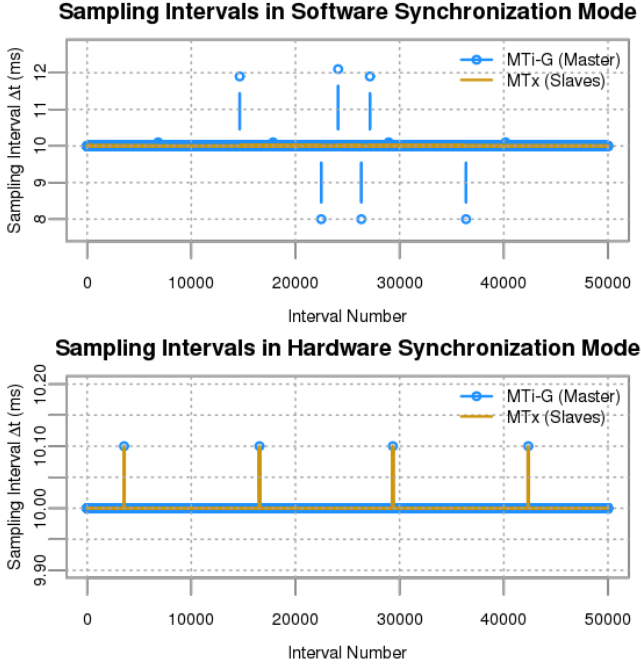 Sampling Intervals in Software Synchronization Mode
Sampling Interval Δt (ms)
12
11
10
9
8
MTi-G (Master)
MTx (Slaves)
0 10000 20000 30000 40000 50000
Interval Number
Sampling Intervals in Hardware Synchronization Mode
Sampling Interval Δt (ms)
10.20
10.10
10.00
9.90
MTi-G (Master)
MTx (Slaves)
0 10000 20000 30000 40000 50000
Interval Number